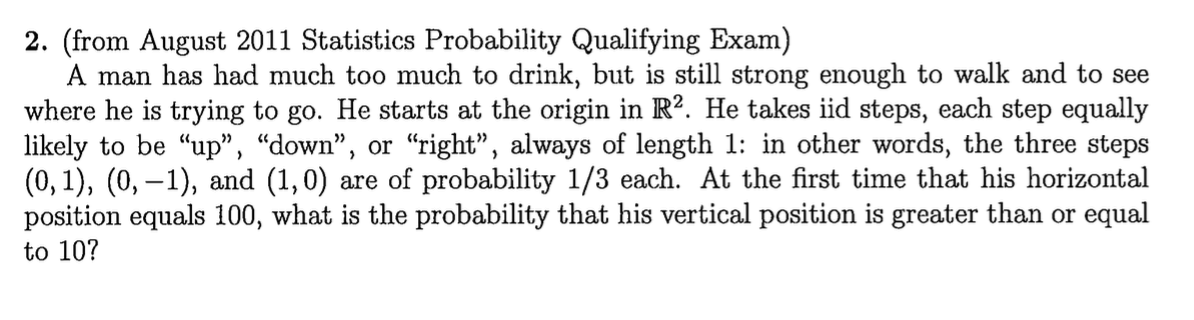 2. (from August 2011 Statistics Probability Qualifying Exam)
A man has had much too much to drink, but is still strong enough to walk and to see
where he is trying to go. He starts at the origin in ℝ². He takes iid steps, each step equally
likely to be “up”, “down”, or “right”, always of length 1: in other words, the three steps
(0, 1), (0, −1), and (1, 0) are of probability 1/3 each. At the first time that his horizontal
position equals 100, what is the probability that his vertical position is greater than or equal
to 10?